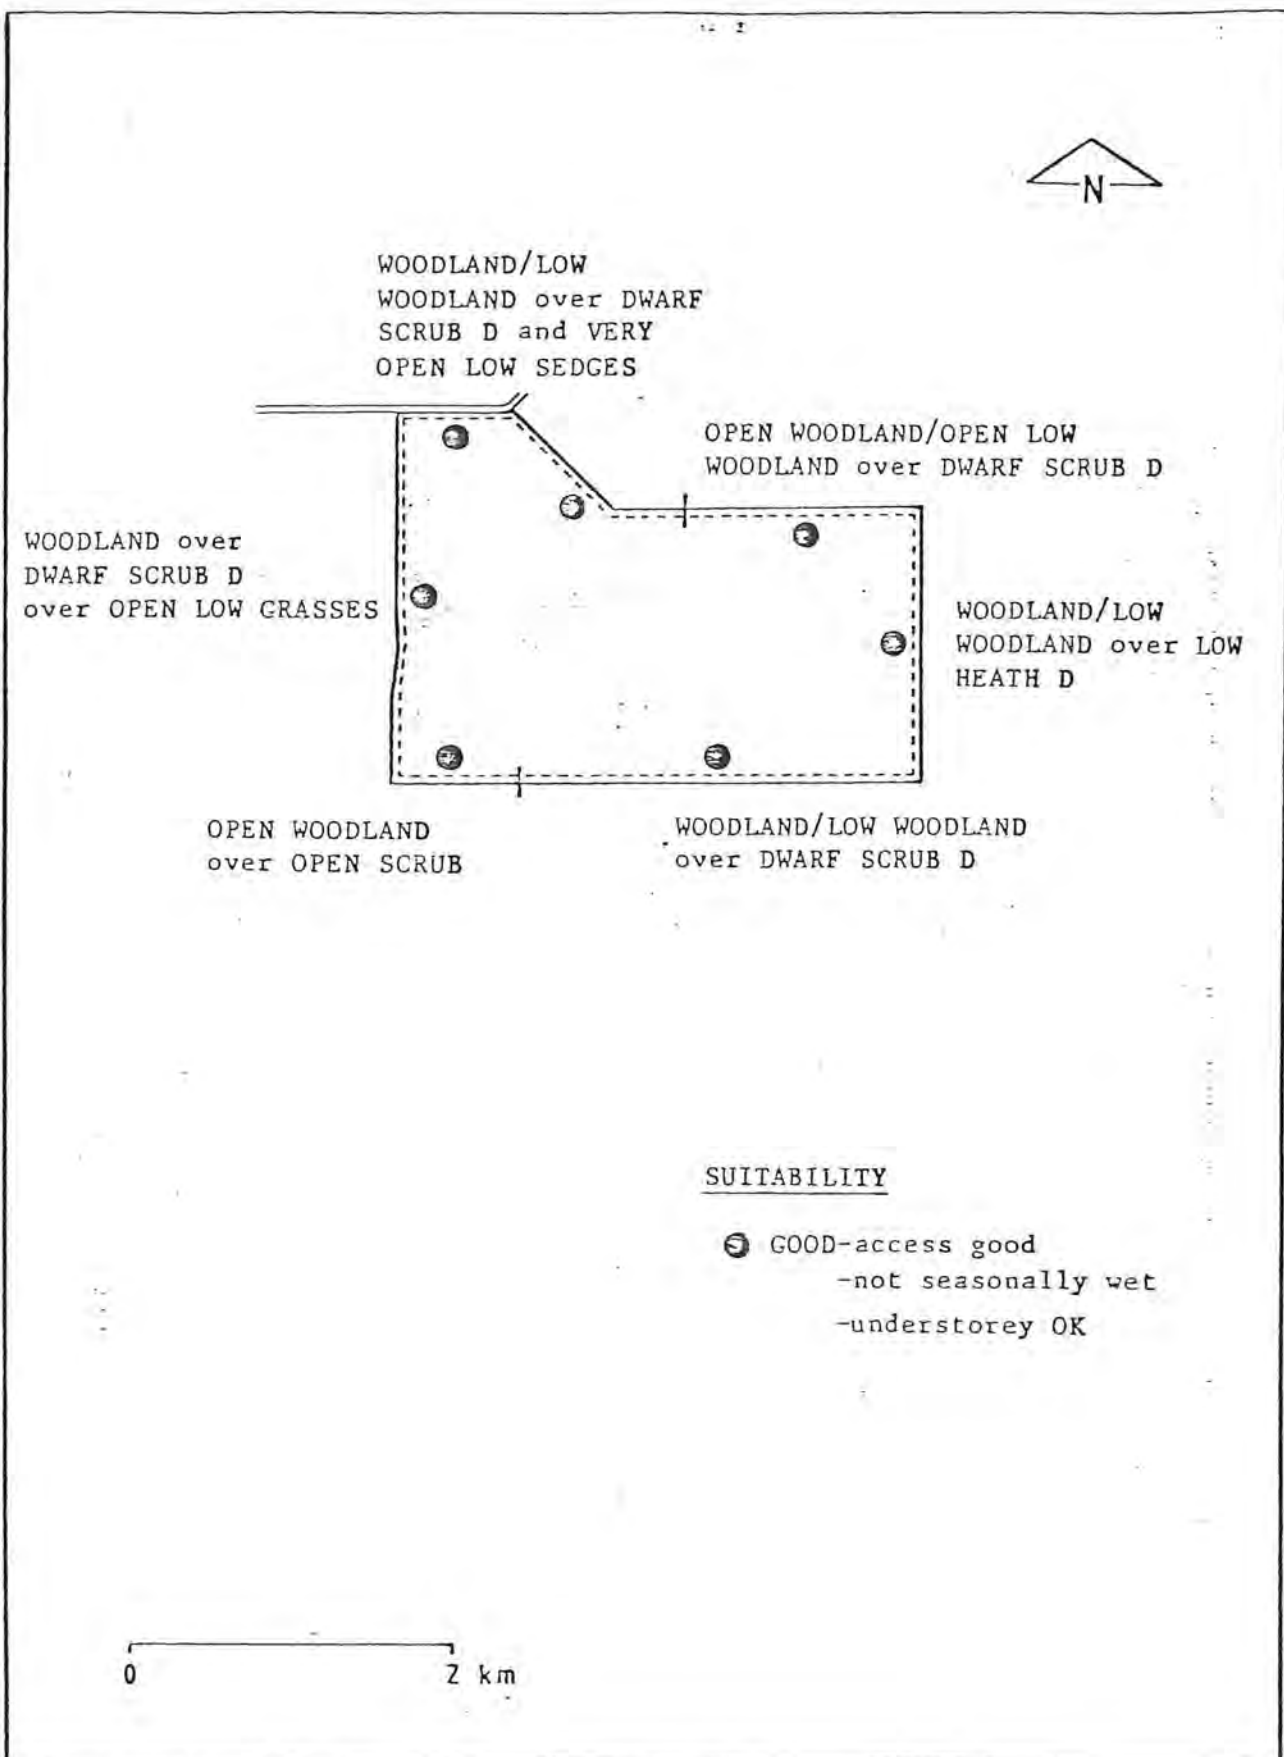 N
WOODLAND/LOW
WOODLAND over DWARF
SCRUB D and VERY
OPEN LOW SEDGES
OPEN WOODLAND/OPEN LOW
WOODLAND over DWARF SCRUB D
WOODLAND over
DWARF SCRUB D
over OPEN LOW GRASSES
WOODLAND/LOW
WOODLAND over LOW
HEATH D
OPEN WOODLAND
over OPEN SCRUB
WOODLAND/LOW WOODLAND
over DWARF SCRUB D
SUITABILITY
GOOD-access good
-not seasonally wet
-understorey OK
0 2 km